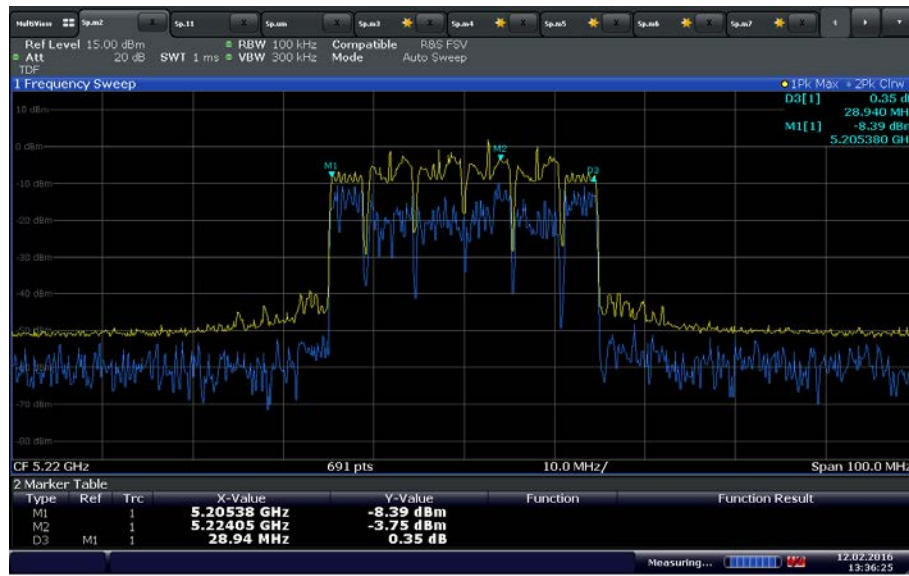 MultiView Sp.m2 X Sp.11 X Sp.um X Sp.m3 X Sp.m4 X Sp.m5 X Sp.m6 X Sp.m7 X
Ref Level 15.00 dBm RBW 100 kHz Compatible R&S FSV
Att 20 dB SWT 1 ms VBW 300 kHz Mode Auto Sweep
TDF
1 Frequency Sweep 1Pk Max 2Pk Clrw
D3[1] 0.35 d
28.940 MH
M1[1] -8.39 dBm
5.205380 GH
10 dBm
0 dBm
M2
M1
D3
-10 dBm
-20 dBm
-30 dBm
-40 dBm
-70 dBm
CF 5.22 GHz 691 pts 10.0 MHz/ Span 100.0 MHz
2 Marker Table
Type Ref Trc X-Value Y-Value Function Function Result
M1 1 5.20538 GHz -8.39 dBm
M2 1 5.22405 GHz -3.75 dBm
D3 M1 1 28.94 MHz 0.35 dB
Measuring... 12.02.2016
13:36:25